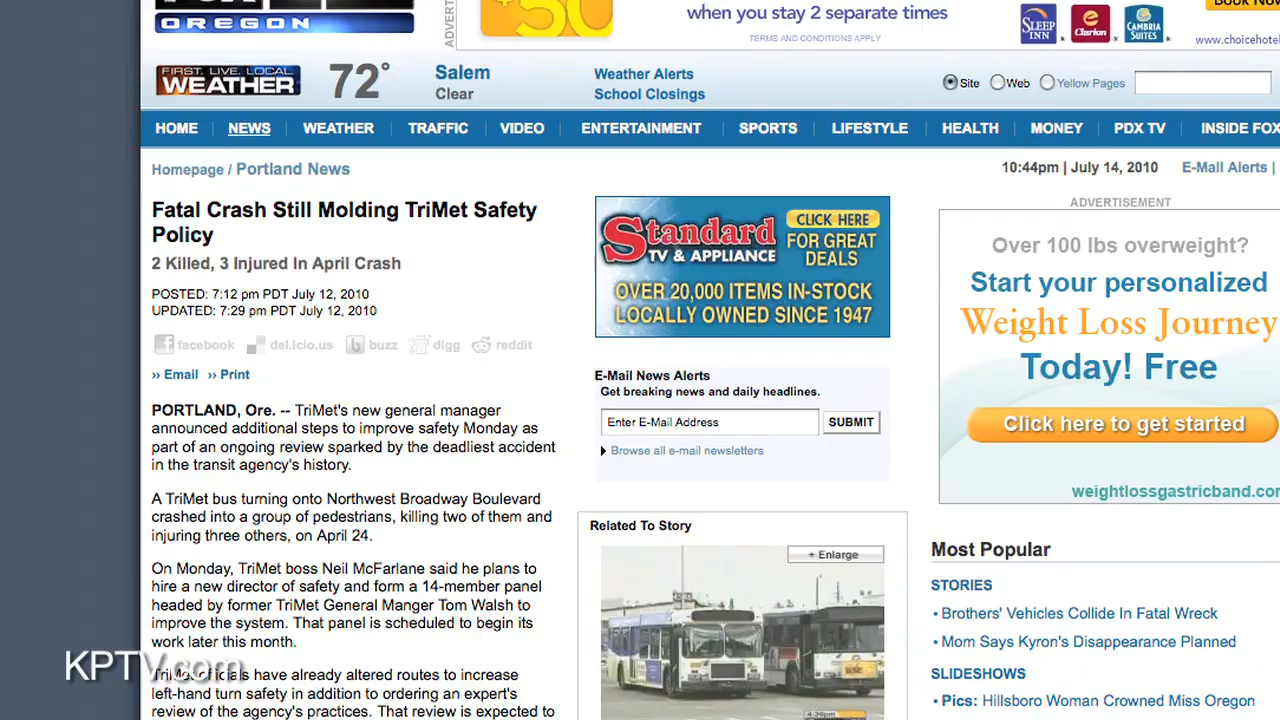 OREGON
+50
when you stay 2 separate times
TERMS AND CONDITIONS APPLY
SLEEP INN
Clarion
CAMBRIA SUITES
www.choicehotel
FIRST. LIVE. LOCAL
WEATHER
72°
Salem
Clear
Weather Alerts
School Closings
Site
Web
Yellow Pages
HOME
NEWS
WEATHER
TRAFFIC
VIDEO
ENTERTAINMENT
SPORTS
LIFESTYLE
HEALTH
MONEY
PDX TV
INSIDE FOX
Homepage / Portland News
10:44pm | July 14, 2010
E-Mail Alerts |
Fatal Crash Still Molding TriMet Safety
Policy
2 Killed, 3 Injured In April Crash
POSTED: 7:12 pm PDT July 12, 2010
UPDATED: 7:29 pm PDT July 12, 2010
facebook
del.icio.us
buzz
digg
reddit
›› Email ›› Print
PORTLAND, Ore. -- TriMet's new general manager
announced additional steps to improve safety Monday as
part of an ongoing review sparked by the deadliest accident
in the transit agency's history.
A TriMet bus turning onto Northwest Broadway Boulevard
crashed into a group of pedestrians, killing two of them and
injuring three others, on April 24.
On Monday, TriMet boss Neil McFarlane said he plans to
hire a new director of safety and form a 14-member panel
headed by former TriMet General Manger Tom Walsh to
improve the system. That panel is scheduled to begin its
work later this month.
TriMet officials have already altered routes to increase
left-hand turn safety in addition to ordering an expert's
review of the agency's practices. That review is expected to
KPTV.com
Standard
TV & APPLIANCE
CLICK HERE
FOR GREAT
DEALS
OVER 20,000 ITEMS IN-STOCK
LOCALLY OWNED SINCE 1947
E-Mail News Alerts
Get breaking news and daily headlines.
Enter E-Mail Address
SUBMIT
Browse all e-mail newsletters
Related To Story
+ Enlarge
ADVERTISEMENT
Over 100 lbs overweight?
Start your personalized
Weight Loss Journey
Today! Free
Click here to get started
weightlossgastricband.com
Most Popular
STORIES
• Brothers' Vehicles Collide In Fatal Wreck
• Mom Says Kyron's Disappearance Planned
SLIDESHOWS
• Pics: Hillsboro Woman Crowned Miss Oregon